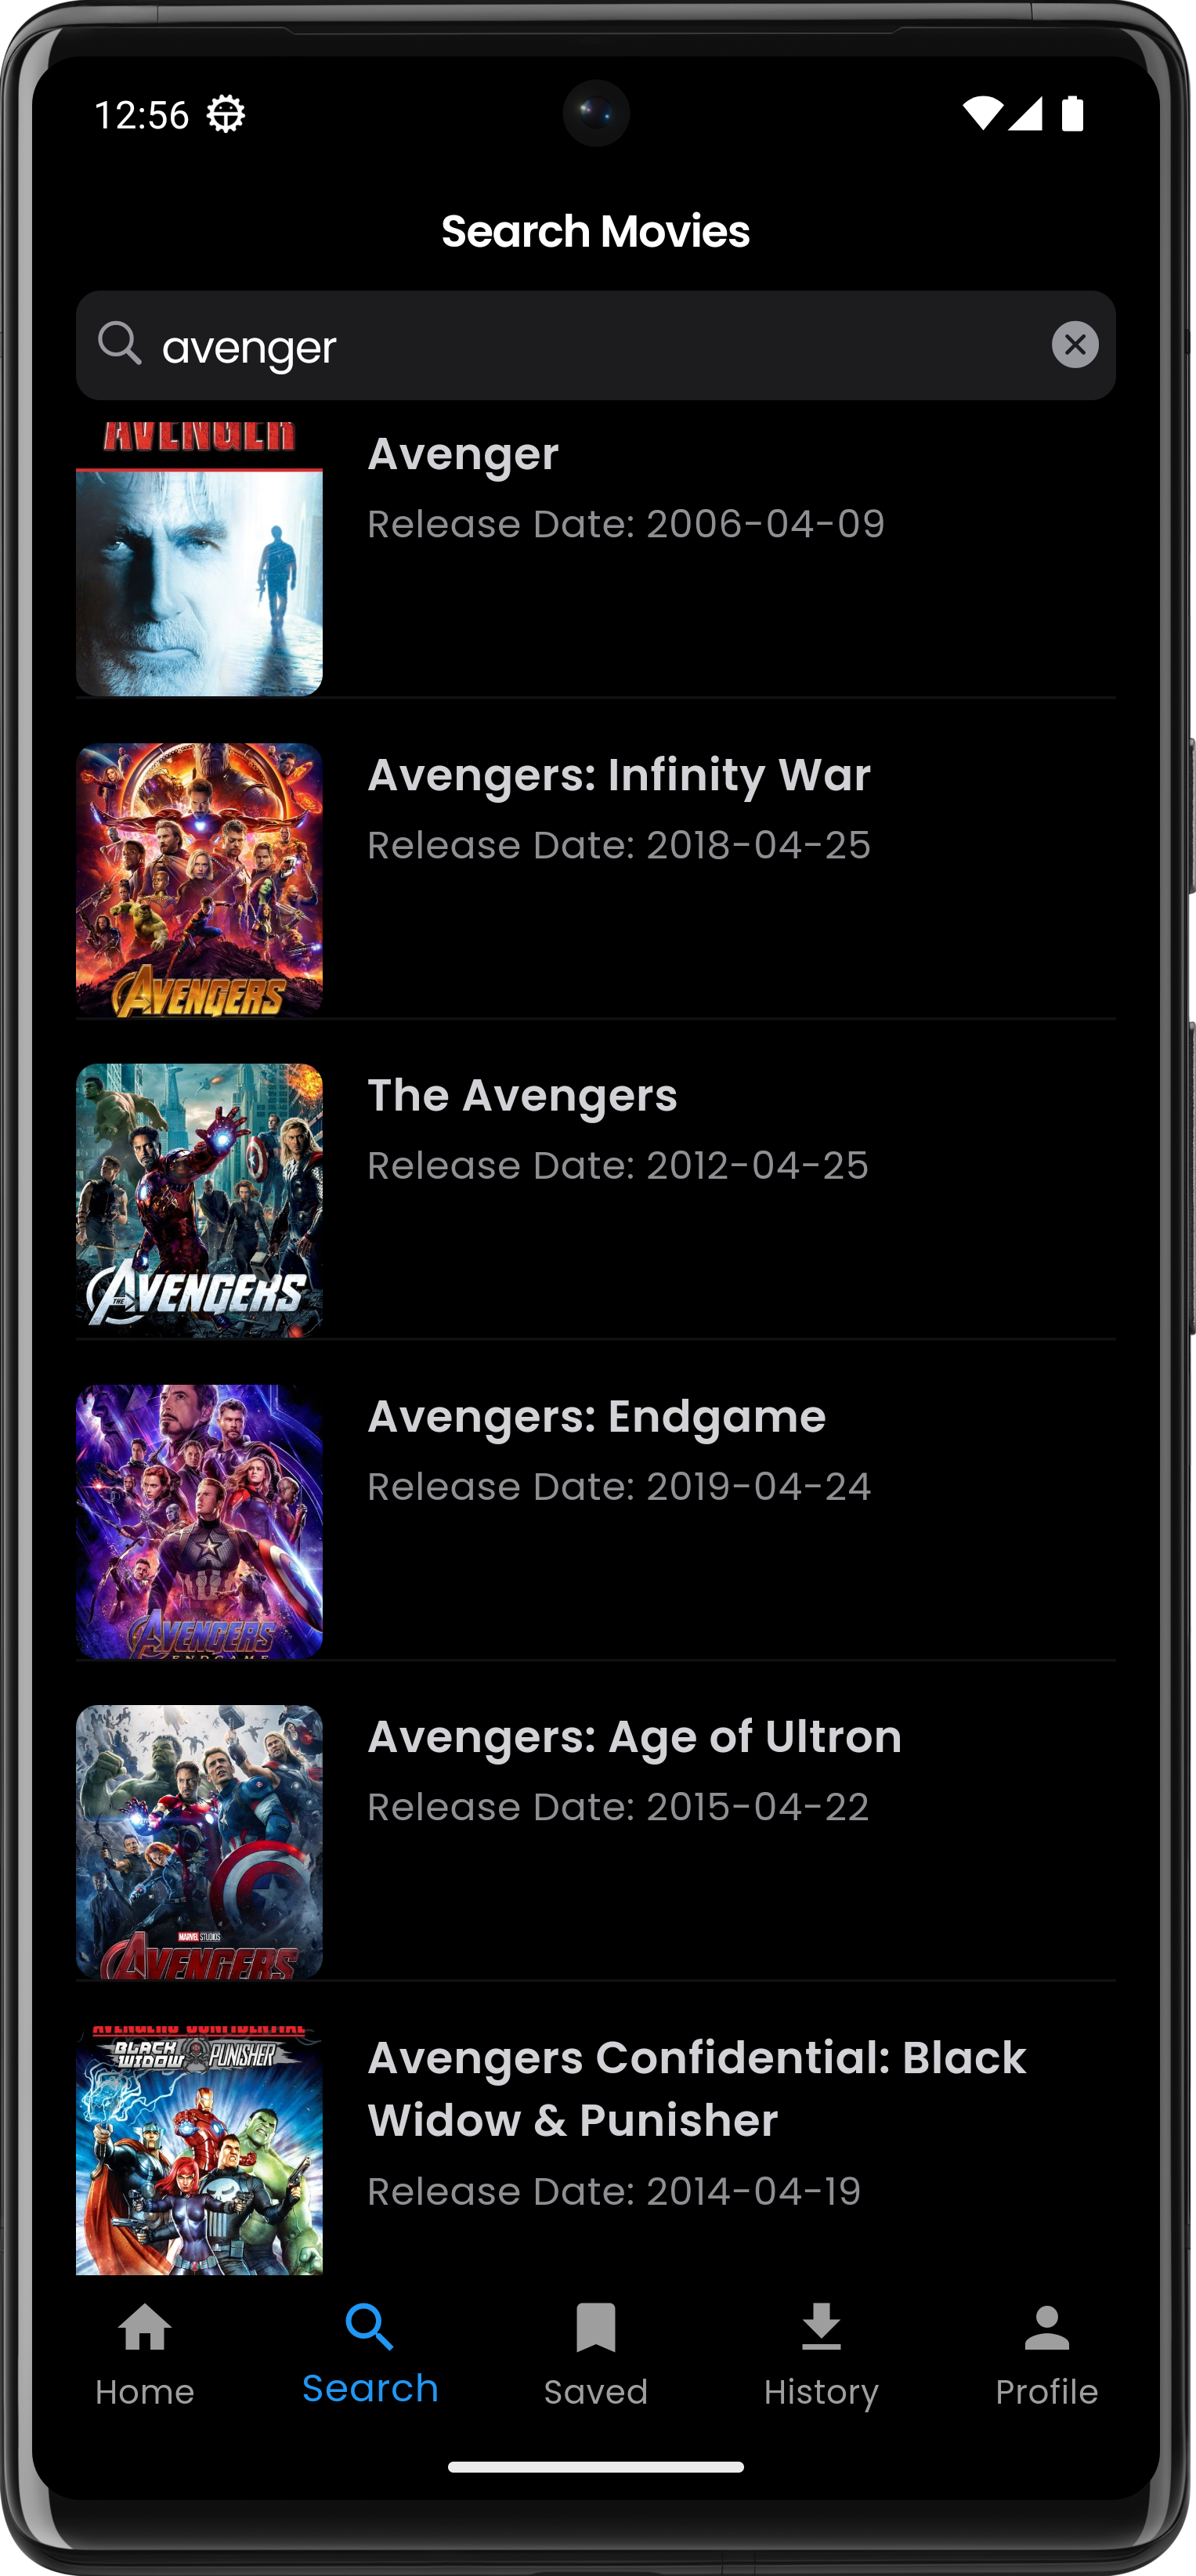 12:56
Search Movies
avenger
AVENGER
Avenger
Release Date: 2006-04-09
Avengers: Infinity War
Release Date: 2018-04-25
AVENGERS
The Avengers
Release Date: 2012-04-25
THE AVENGERS
Avengers: Endgame
Release Date: 2019-04-24
AVENGERS
ENDGAME
Avengers: Age of Ultron
Release Date: 2015-04-22
MARVEL STUDIOS
AVENGERS
AVENGERS CONFIDENTIAL
BLACK WIDOW PUNISHER
Avengers Confidential: Black
Widow & Punisher
Release Date: 2014-04-19
Home
Search
Saved
History
Profile